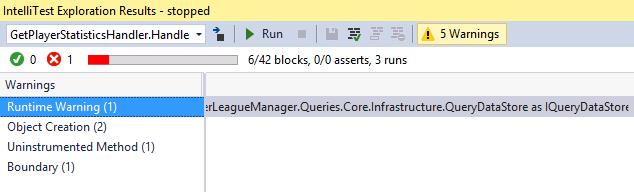 IntelliTest Exploration Results - stopped
GetPlayerStatisticsHandler.Handle Run 5 Warnings
0 1 6/42 blocks, 0/0 asserts, 3 runs
Warnings
Runtime Warning (1) erLeagueManager.Queries.Core.Infrastructure.QueryDataStore as IQueryDataStore
Object Creation (2)
Uninstrumented Method (1)
Boundary (1)